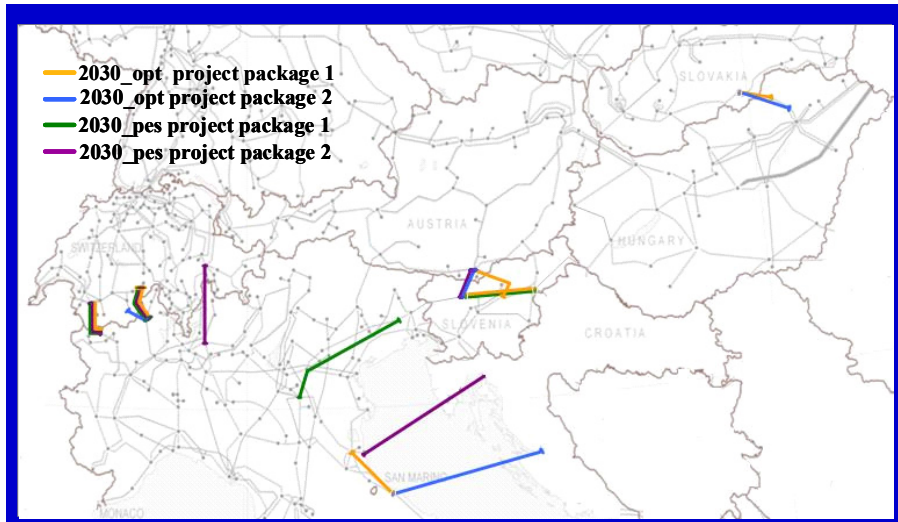 SLOVAKIA
2030_opt project package 1
2030_opt project package 2
2030_pes project package 1
2030_pes project package 2
AUSTRIA
SWITZERLAND
HUNGARY
SLOVENIA
CROATIA
SAN MARINO
MONACO